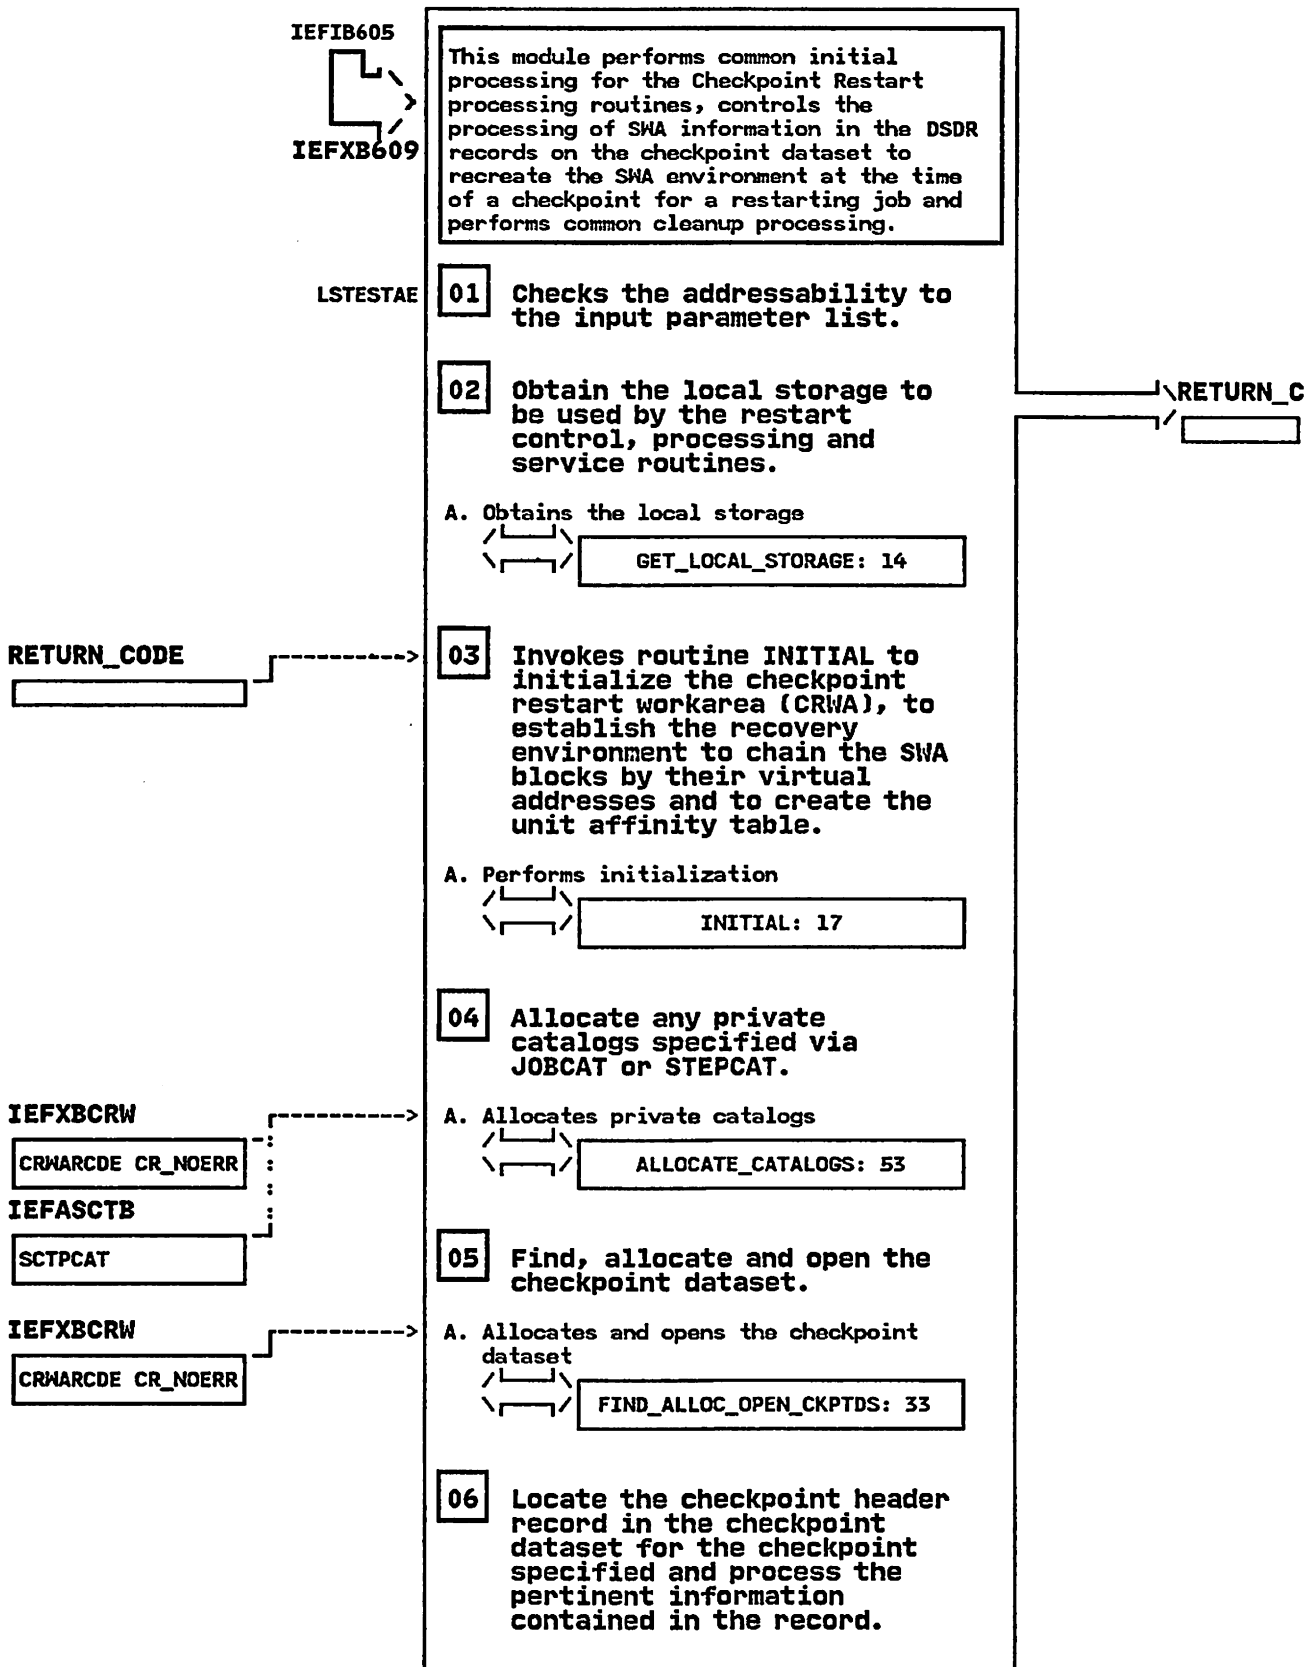 IEFIB605
IEFXB609
This module performs common initial
processing for the Checkpoint Restart
processing routines, controls the
processing of SWA information in the DSDR
records on the checkpoint dataset to
recreate the SWA environment at the time
of a checkpoint for a restarting job and
performs common cleanup processing.
LSTESTAE
01 Checks the addressability to
the input parameter list.
02 Obtain the local storage to
be used by the restart
control, processing and
service routines.
RETURN_C
A. Obtains the local storage
GET_LOCAL_STORAGE: 14
RETURN_CODE
03 Invokes routine INITIAL to
initialize the checkpoint
restart workarea (CRWA), to
establish the recovery
environment to chain the SWA
blocks by their virtual
addresses and to create the
unit affinity table.
A. Performs initialization
INITIAL: 17
04 Allocate any private
catalogs specified via
JOBCAT or STEPCAT.
IEFXBCRW
CRWARCDE CR_NOERR
IEFASCTB
SCTPCAT
A. Allocates private catalogs
ALLOCATE_CATALOGS: 53
05 Find, allocate and open the
checkpoint dataset.
IEFXBCRW
CRWARCDE CR_NOERR
A. Allocates and opens the checkpoint
dataset
FIND_ALLOC_OPEN_CKPTDS: 33
06 Locate the checkpoint header
record in the checkpoint
dataset for the checkpoint
specified and process the
pertinent information
contained in the record.